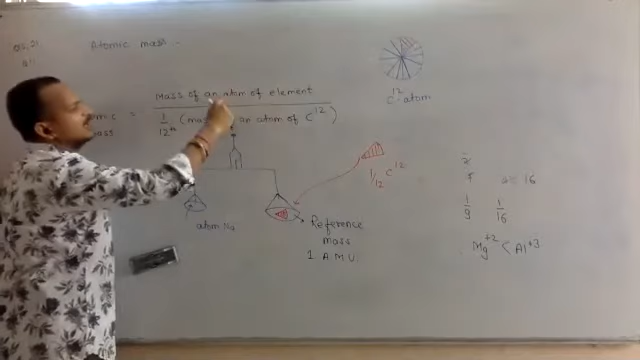 Atomic mass
Mass of an atom of element
=
1/12th (mass an atom of C12)
mass
C12 atom
1/12 C12
atom Na
Reference
mass
1 A.M.U.
= 16
1/9 1/16
Mg+2 < Al+3